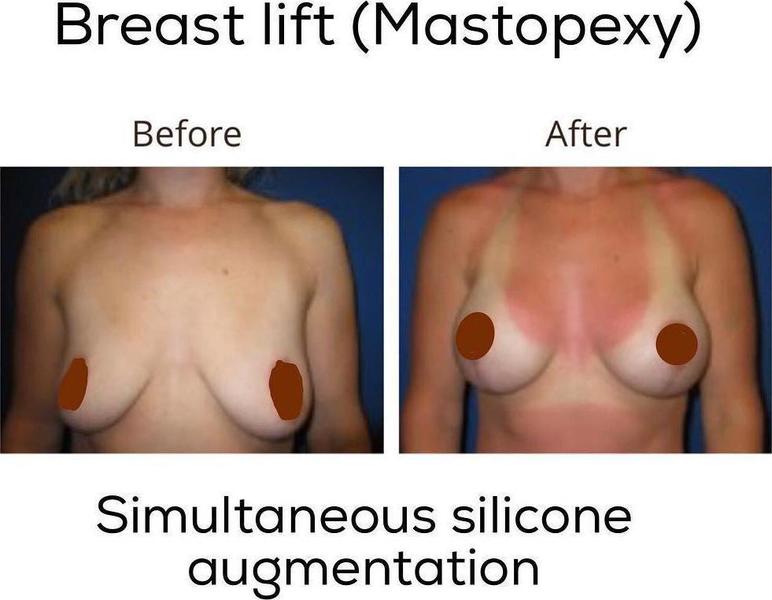 Breast lift (Mastopexy)
Before
After
Simultaneous silicone
augmentation